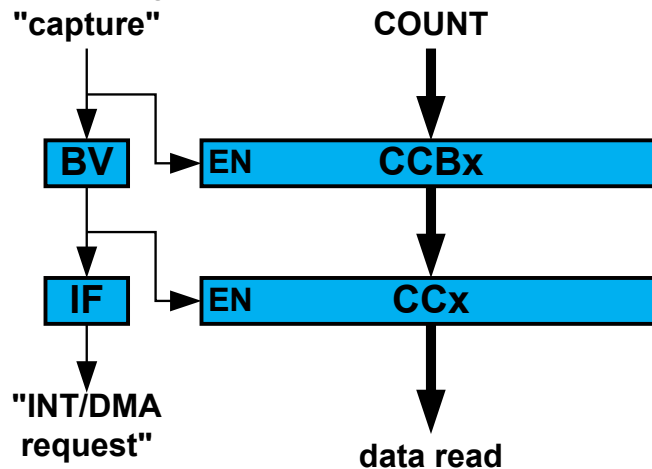 "capture"
COUNT
BV
EN
CCBx
IF
EN
CCx
"INT/DMA
request"
data read